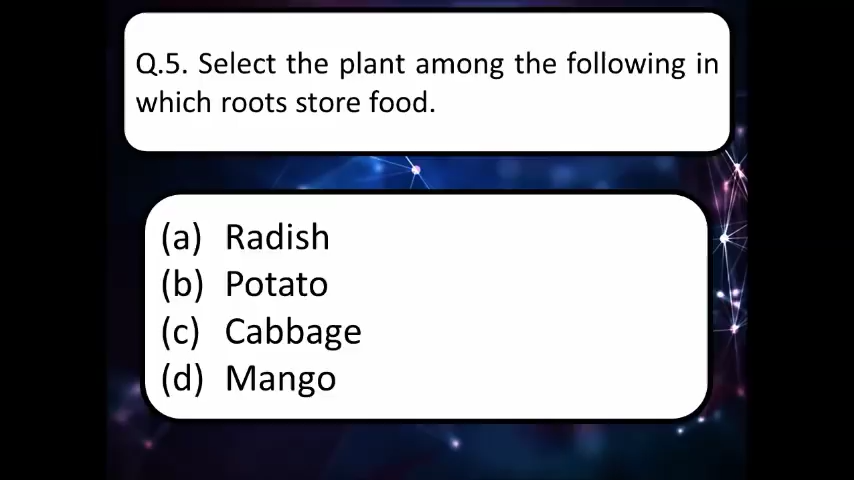 Q.5. Select the plant among the following in
which roots store food.
(a) Radish
(b) Potato
(c) Cabbage
(d) Mango